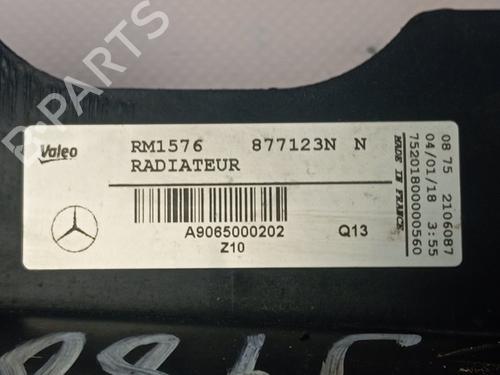 Valeo
RM1576 877123N N
RADIATEUR
A9065000202
Z10
Q13
08 75 2106087
04/01/18 3:55
75201800000560
MADE IN FRANCE
B-PARTS